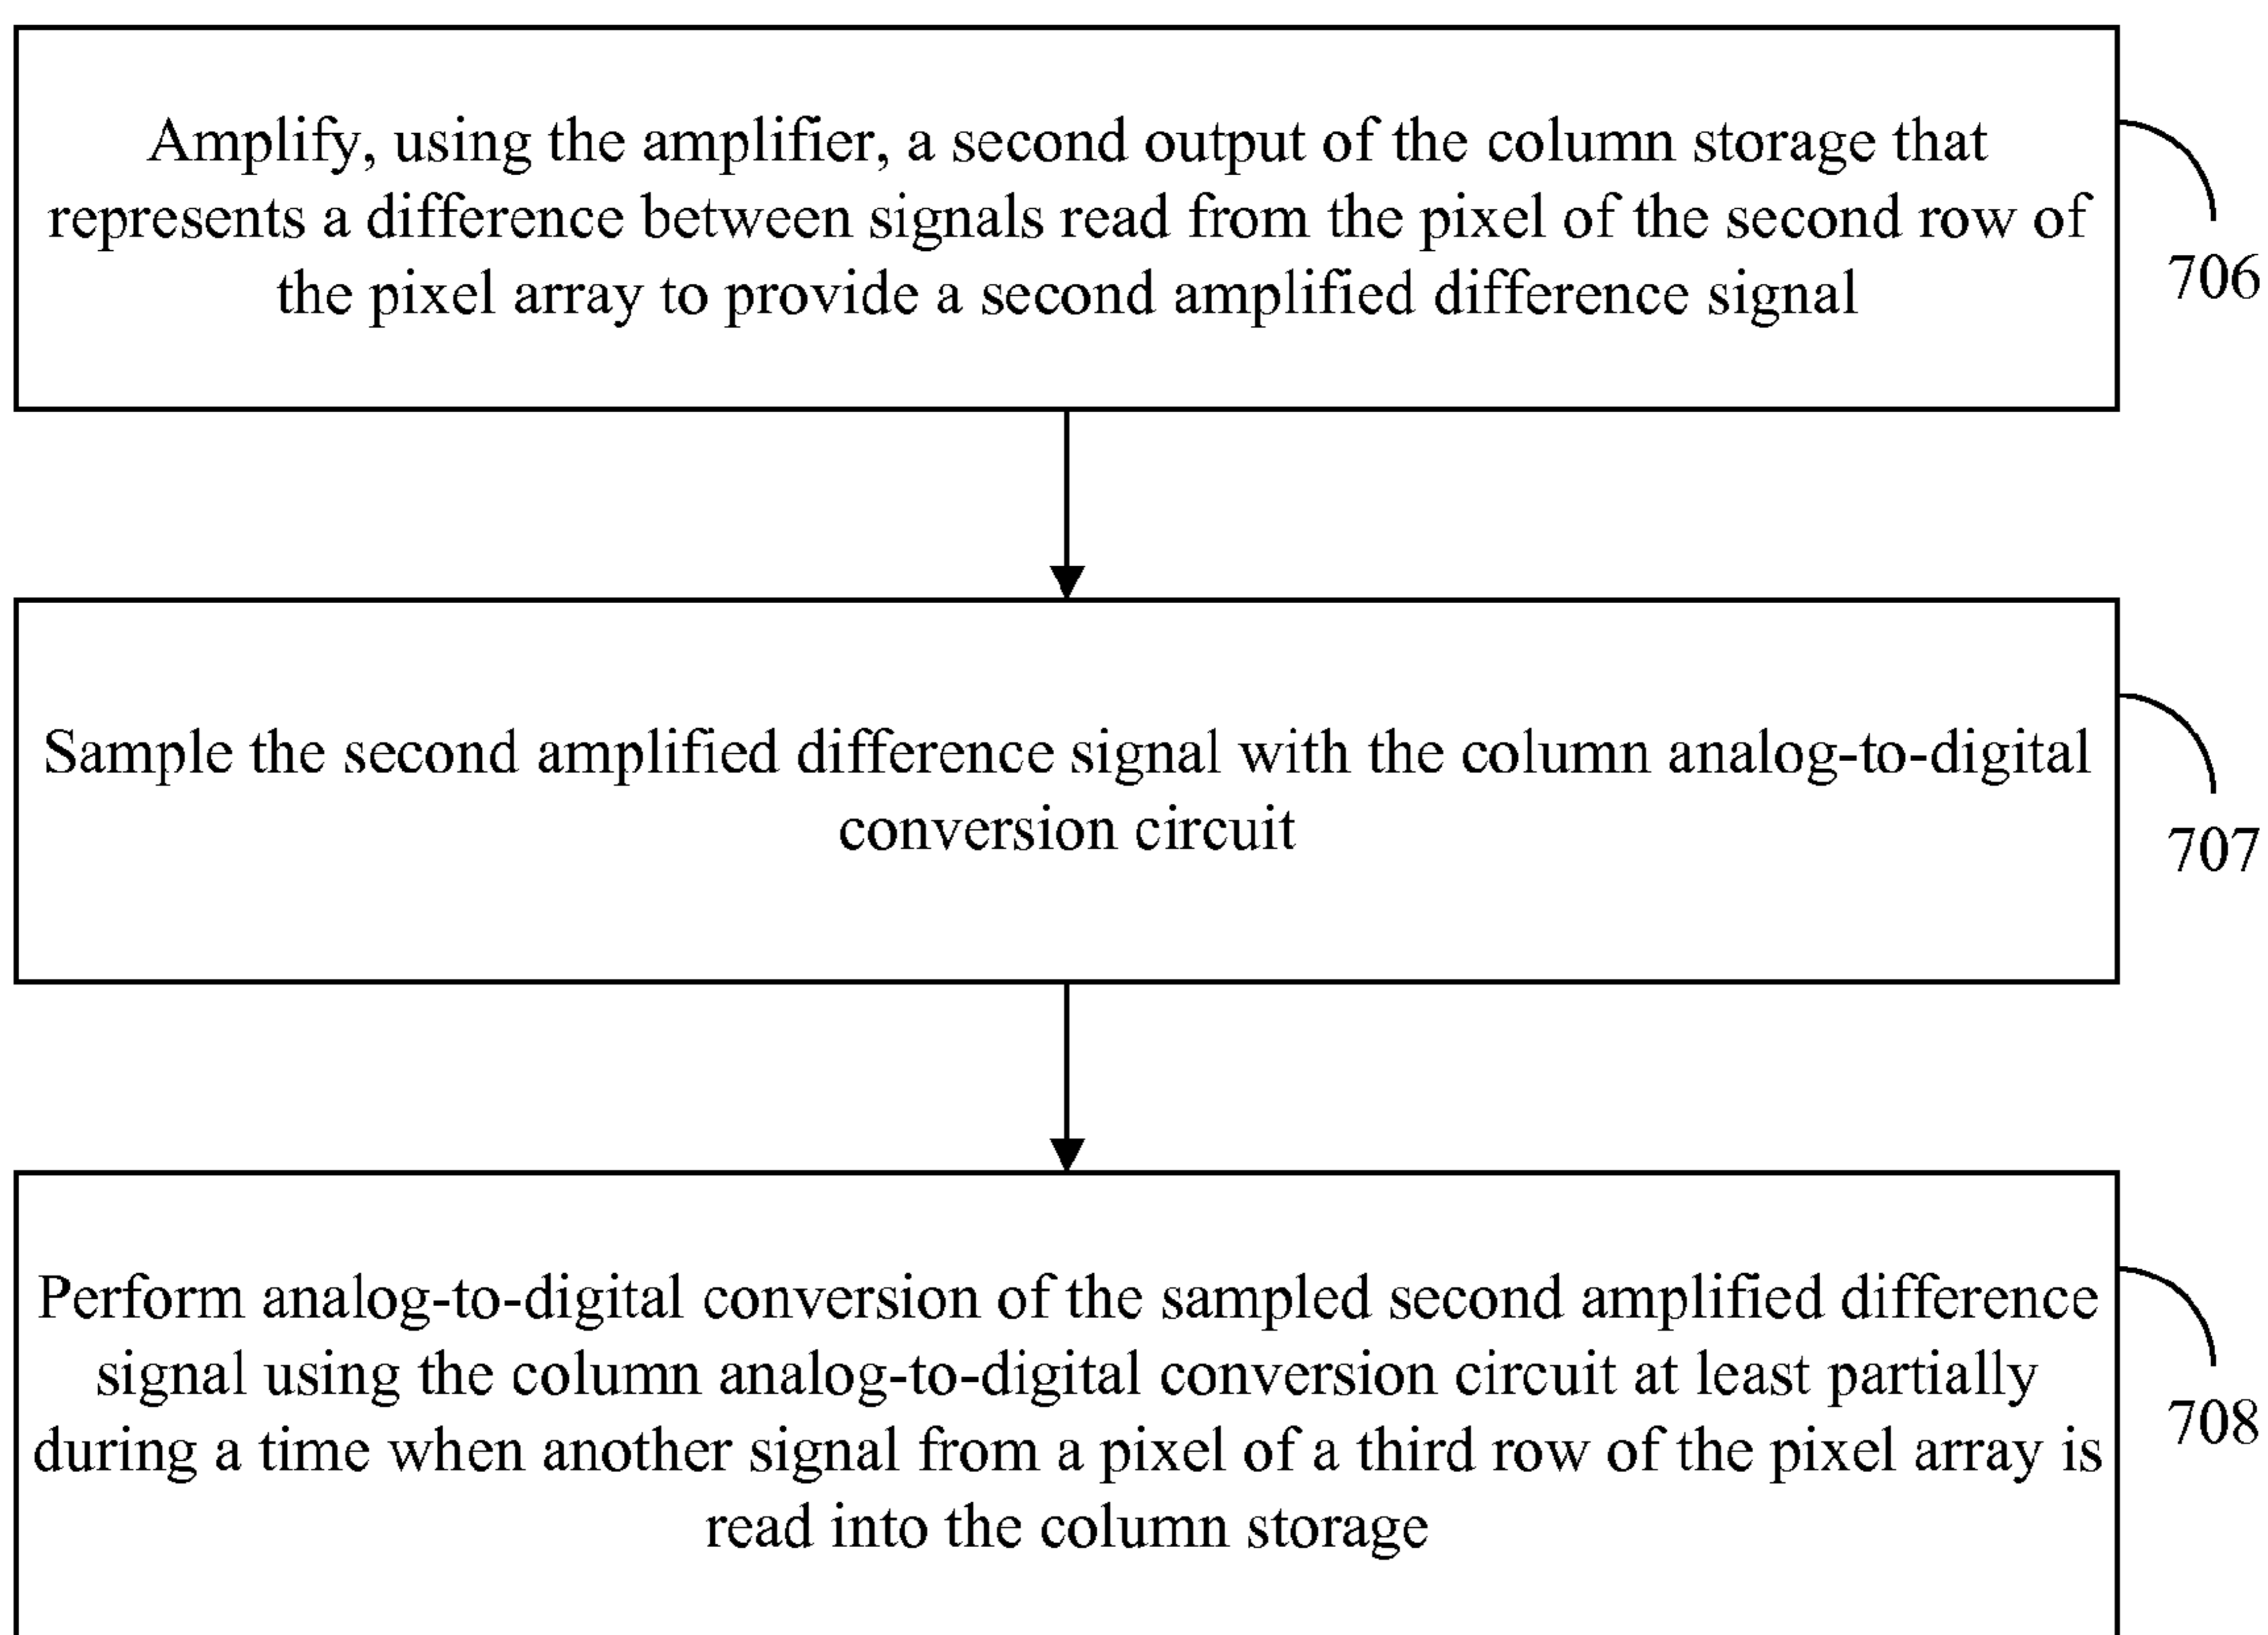 Amplify, using the amplifier, a second output of the column storage that
represents a difference between signals read from the pixel of the second row of
the pixel array to provide a second amplified difference signal
706
Sample the second amplified difference signal with the column analog-to-digital
conversion circuit
707
Perform analog-to-digital conversion of the sampled second amplified difference
signal using the column analog-to-digital conversion circuit at least partially
during a time when another signal from a pixel of a third row of the pixel array is
read into the column storage
708